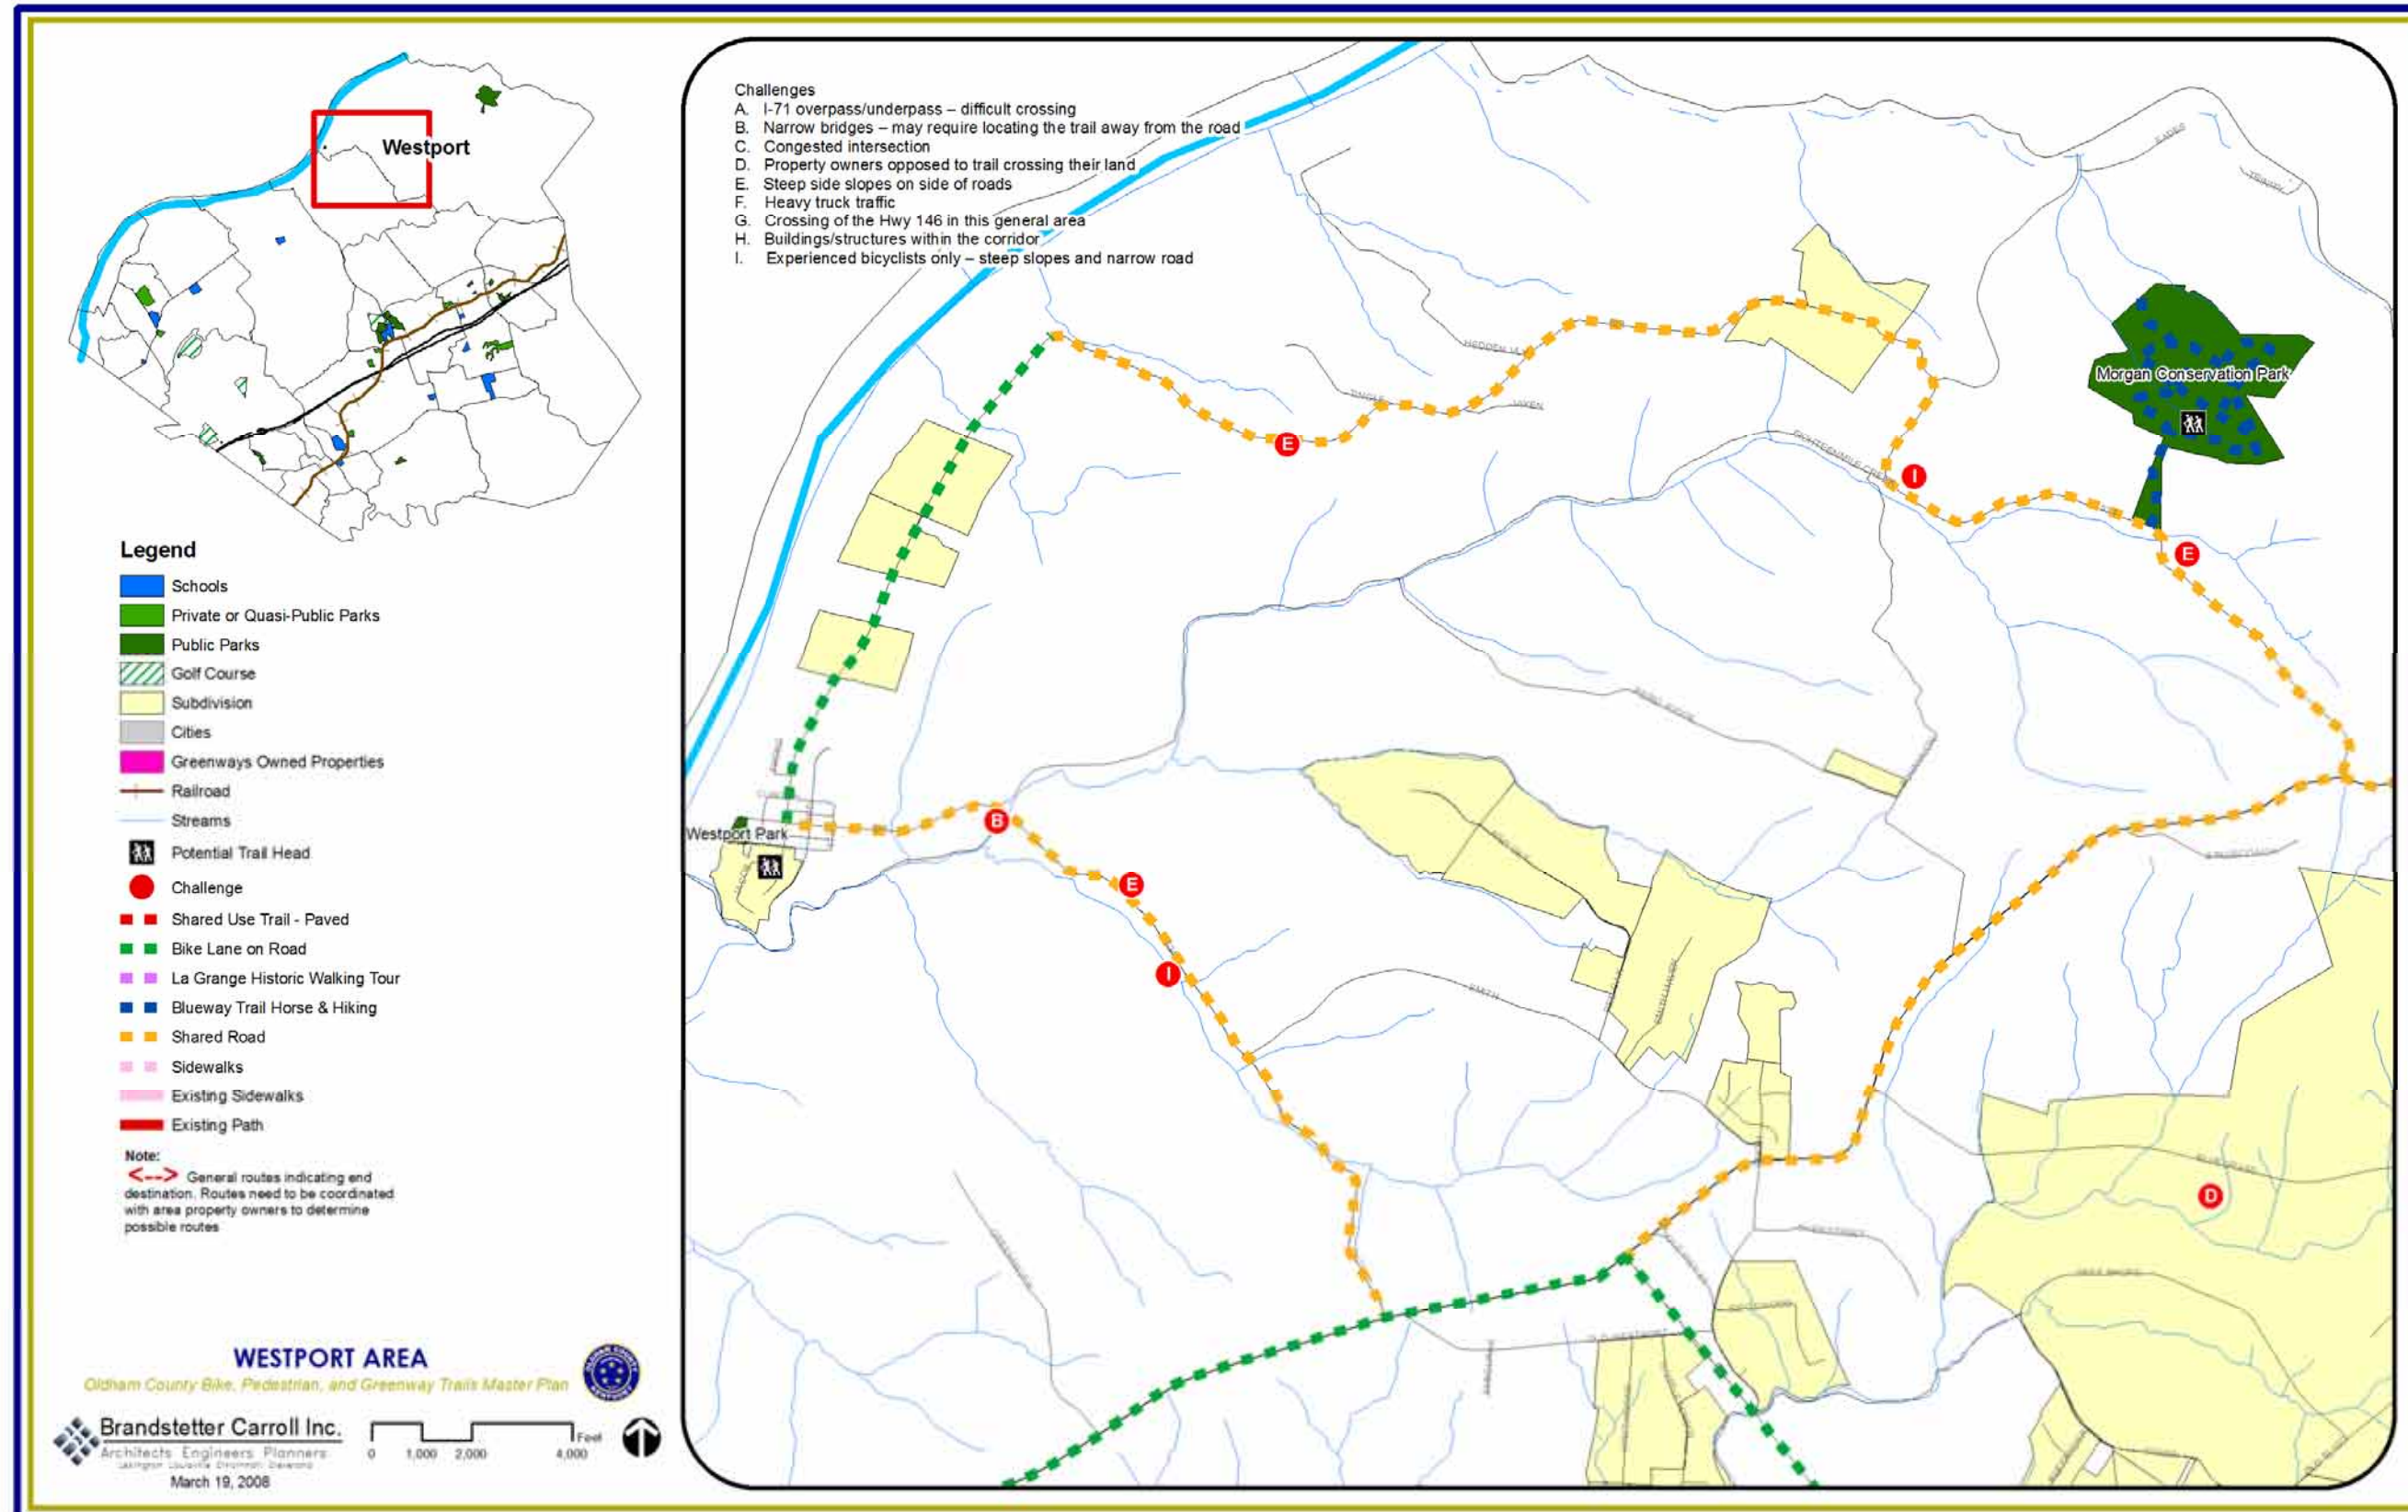 Westport
Challenges
A. I-71 overpass/underpass – difficult crossing
B. Narrow bridges – may require locating the trail away from the road
C. Congested intersection
D. Property owners opposed to trail crossing their land
E. Steep side slopes on side of roads
F. Heavy truck traffic
G. Crossing of the Hwy 146 in this general area
H. Buildings/structures within the corridor
I. Experienced bicyclists only – steep slopes and narrow road
Morgan Conservation Park
E
I
E
B
Westport Park
E
I
SMITH
D
Legend
Schools
Private or Quasi-Public Parks
Public Parks
Golf Course
Subdivision
Cities
Greenways Owned Properties
Railroad
Streams
Potential Trail Head
Challenge
Shared Use Trail - Paved
Bike Lane on Road
La Grange Historic Walking Tour
Blueway Trail Horse & Hiking
Shared Road
Sidewalks
Existing Sidewalks
Existing Path
Note:
<--> General routes indicating end
destination. Routes need to be coordinated
with area property owners to determine
possible routes
WESTPORT AREA
Oldham County Bike, Pedestrian, and Greenway Trails Master Plan
Brandstetter Carroll Inc.
Architects Engineers Planners
March 19, 2008
Feet
0 1,000 2,000 4,000